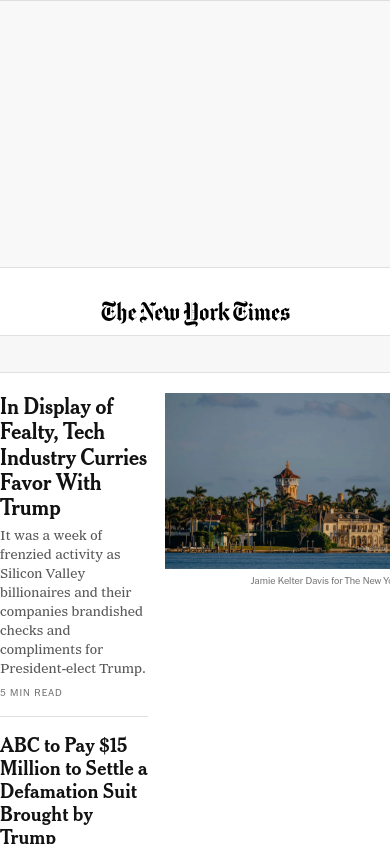 The New York Times
In Display of
Fealty, Tech
Industry Curries
Favor With
Trump
It was a week of
frenzied activity as
Silicon Valley
billionaires and their
companies brandished
checks and
compliments for
President-elect Trump.
5 MIN READ
Jamie Kelter Davis for The New Yo
ABC to Pay $15
Million to Settle a
Defamation Suit
Brought by
Trump